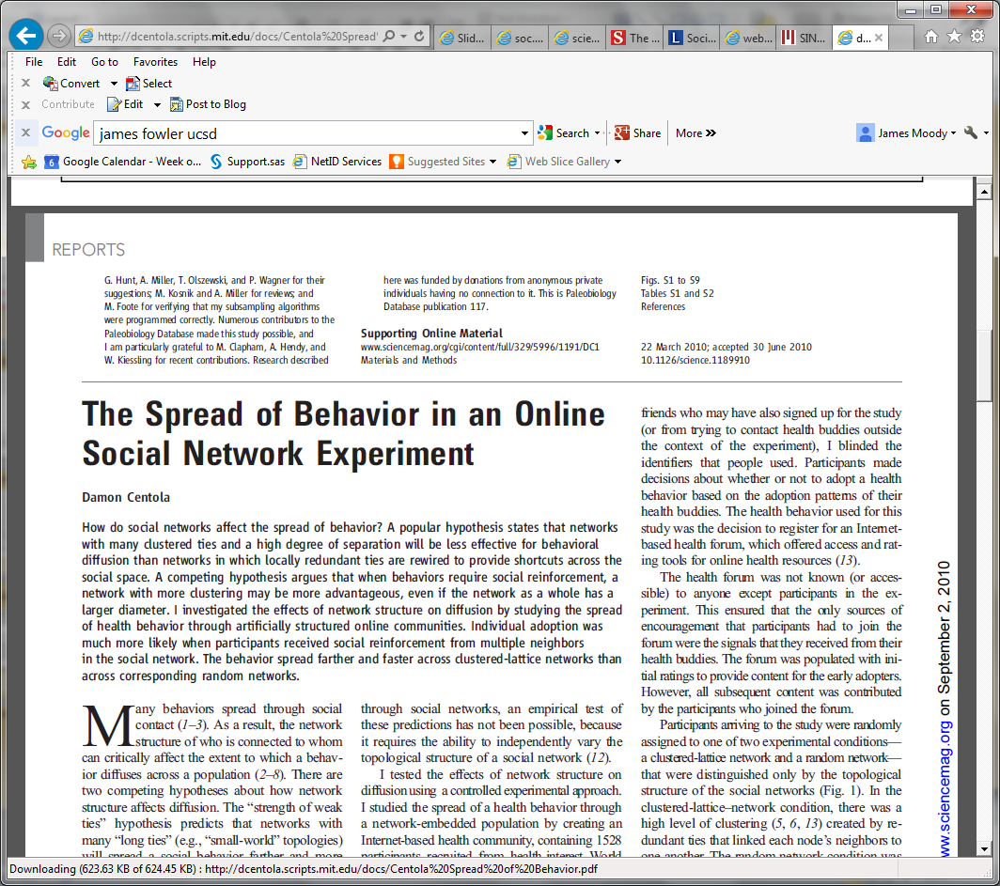 http://dcentola.scripts.mit.edu/docs/Centola%20Spread'
Slid...
soc....
scie...
The ...
Soci...
web...
SIN...
d...
File Edit Go to Favorites Help
x Convert Select
x Contribute Edit Post to Blog
x Google james fowler ucsd Search Share More » James Moody
Google Calendar - Week o... Support.sas NetID Services Suggested Sites Web Slice Gallery
REPORTS
G. Hunt, A. Miller, T. Olszewski, and P. Wagner for their
suggestions; M. Kosnik and A. Miller for reviews; and
M. Foote for verifying that my subsampling algorithms
were programmed correctly. Numerous contributors to the
Paleobiology Database made this study possible, and
I am particularly grateful to M. Clapham, A. Hendy, and
W. Kiessling for recent contributions. Research described
here was funded by donations from anonymous private
individuals having no connection to it. This is Paleobiology
Database publication 117.
Supporting Online Material
www.sciencemag.org/cgi/content/full/329/5996/1191/DC1
Materials and Methods
Figs. S1 to S9
Tables S1 and S2
References
22 March 2010; accepted 30 June 2010
10.1126/science.1189910
The Spread of Behavior in an Online
Social Network Experiment
Damon Centola
How do social networks affect the spread of behavior? A popular hypothesis states that networks
with many clustered ties and a high degree of separation will be less effective for behavioral
diffusion than networks in which locally redundant ties are rewired to provide shortcuts across the
social space. A competing hypothesis argues that when behaviors require social reinforcement, a
network with more clustering may be more advantageous, even if the network as a whole has a
larger diameter. I investigated the effects of network structure on diffusion by studying the spread
of health behavior through artificially structured online communities. Individual adoption was
much more likely when participants received social reinforcement from multiple neighbors
in the social network. The behavior spread farther and faster across clustered-lattice networks than
across corresponding random networks.
Many behaviors spread through social
contact (1–3). As a result, the network
structure of who is connected to whom
can critically affect the extent to which a behav-
ior diffuses across a population (2–8). There are
two competing hypotheses about how network
structure affects diffusion. The “strength of weak
ties” hypothesis predicts that networks with
many “long ties” (e.g., “small-world” topologies)
will spread a social behavior farther and more
through social networks, an empirical test of
these predictions has not been possible, because
it requires the ability to independently vary the
topological structure of a social network (12).
I tested the effects of network structure on
diffusion using a controlled experimental approach.
I studied the spread of a health behavior through
a network-embedded population by creating an
Internet-based health community, containing 1528
participants recruited from health-interest World
friends who may have also signed up for the study
(or from trying to contact health buddies outside
the context of the experiment), I blinded the
identifiers that people used. Participants made
decisions about whether or not to adopt a health
behavior based on the adoption patterns of their
health buddies. The health behavior used for this
study was the decision to register for an Internet-
based health forum, which offered access and rat-
ing tools for online health resources (13).
The health forum was not known (or acces-
sible) to anyone except participants in the ex-
periment. This ensured that the only sources of
encouragement that participants had to join the
forum were the signals that they received from their
health buddies. The forum was populated with ini-
tial ratings to provide content for the early adopters.
However, all subsequent content was contributed
by the participants who joined the forum.
Participants arriving to the study were randomly
assigned to one of two experimental conditions—
a clustered-lattice network and a random network—
that were distinguished only by the topological
structure of the social networks (Fig. 1). In the
clustered-lattice–network condition, there was a
high level of clustering (5, 6, 13) created by re-
dundant ties that linked each node’s neighbors to
one another. The random network condition was
www.sciencemag.org on September 2, 2010
Downloading (623.63 KB of 624.45 KB) : http://dcentola.scripts.mit.edu/docs/Centola%20Spread%20of%20Behavior.pdf